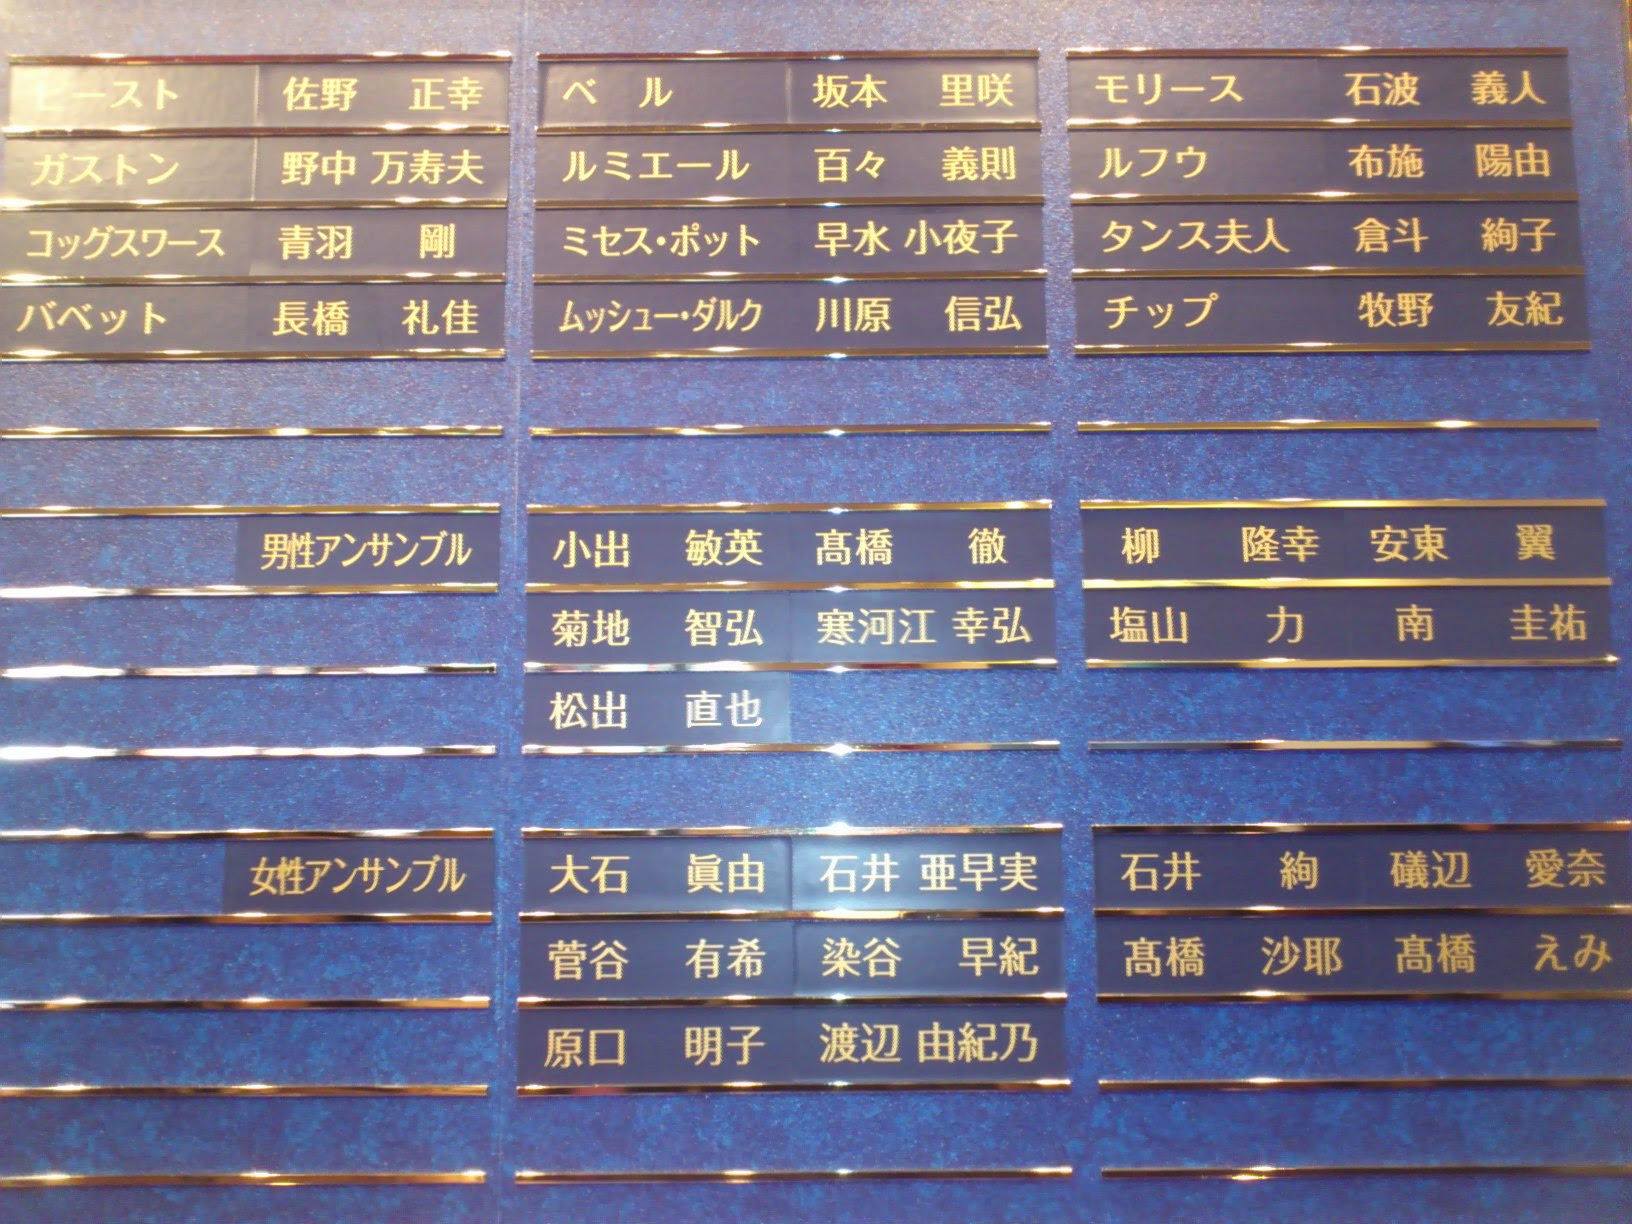 ビースト 佐野 正幸 ベ ル 坂本 里咲 モリース 石波 義人
ガストン 野中 万寿夫 ルミエール 百々 義則 ルフウ 布施 陽由
コッグスワース 青羽 剛 ミセス・ポット 早水 小夜子 タンス夫人 倉斗 絢子
バベット 長橋 礼佳 ムッシュー・ダルク 川原 信弘 チップ 牧野 友紀
男性アンサンブル 小出 敏英 髙橋 徹 柳 隆幸 安東 翼
菊地 智弘 寒河江 幸弘 塩山 力 南 圭祐
松出 直也
女性アンサンブル 大石 眞由 石井 亜早実 石井 絢 礒辺 愛奈
菅谷 有希 染谷 早紀 髙橋 沙耶 髙橋 えみ
原口 明子 渡辺 由紀乃